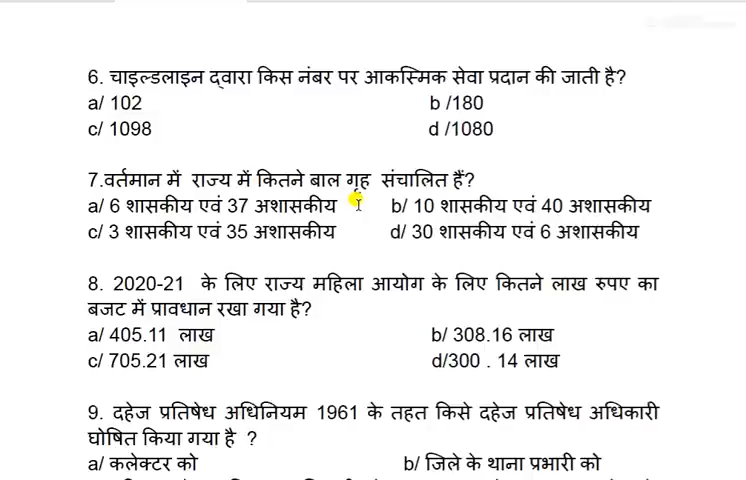 6. चाइल्डलाइन द्वारा किस नंबर पर आकस्मिक सेवा प्रदान की जाती है?
a/ 102 b /180
c/ 1098 d /1080
7.वर्तमान में राज्य में कितने बाल गृह संचालित हैं?
a/ 6 शासकीय एवं 37 अशासकीय b/ 10 शासकीय एवं 40 अशासकीय
c/ 3 शासकीय एवं 35 अशासकीय d/ 30 शासकीय एवं 6 अशासकीय
8. 2020-21 के लिए राज्य महिला आयोग के लिए कितने लाख रुपए का
बजट में प्रावधान रखा गया है?
a/ 405.11 लाख b/ 308.16 लाख
c/ 705.21 लाख d/300 . 14 लाख
9. दहेज प्रतिषेध अधिनियम 1961 के तहत किसे दहेज प्रतिषेध अधिकारी
घोषित किया गया है ?
a/ कलेक्टर को b/ जिले के थाना प्रभारी को